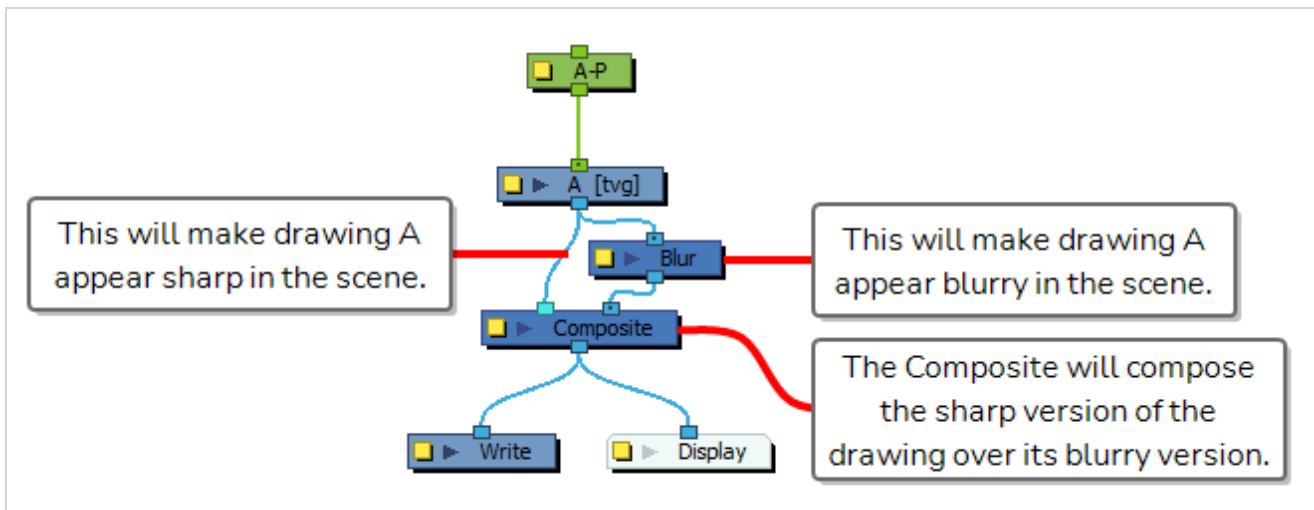 A-P
A [tvg]
This will make drawing A
appear sharp in the scene.
Blur
This will make drawing A
appear blurry in the scene.
Composite
The Composite will compose
the sharp version of the
drawing over its blurry version.
Write
Display